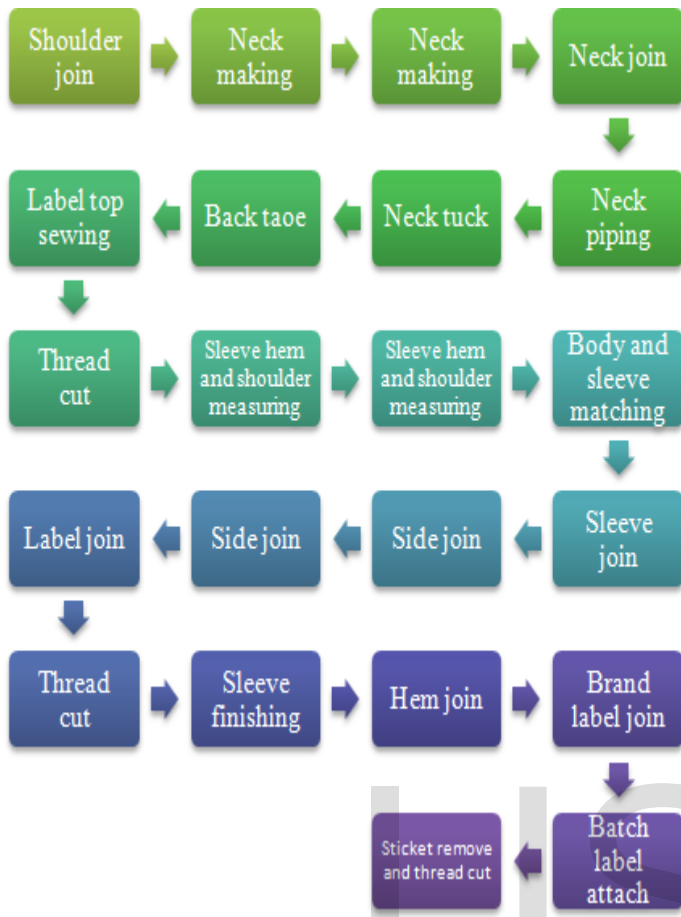 Shoulder
join
Neck
making
Neck
making
Neck join
Neck
piping
Neck tuck
Back taoe
Label top
sewing
Thread
cut
Sleeve hem
and shoulder
measuring
Sleeve hem
and shoulder
measuring
Body and
sleeve
matching
Sleeve
join
Side join
Side join
Label join
Thread
cut
Sleeve
finishing
Hem join
Brand
label join
Batch
label
attach
Sticket remove
and thread cut